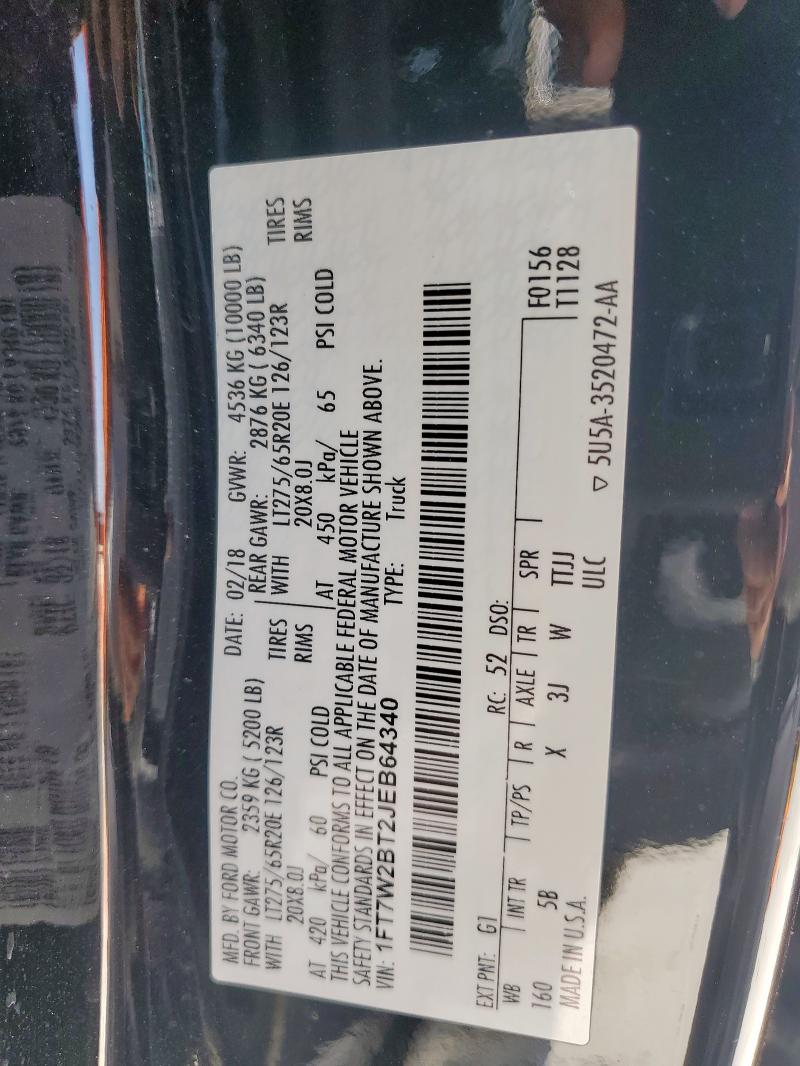 MFD. BY FORD MOTOR CO.
DATE: 02/18 GVWR: 4536 KG (10000 LB)
FRONT GAWR: 2359 KG ( 5200 LB) REAR GAWR: 2876 KG ( 6340 LB)
WITH LT275/65R20E 126/123R TIRES WITH LT275/65R20E 126/123R TIRES
20X8.0J RIMS 20X8.0J RIMS
AT 420 kPa/ 60 PSI COLD AT 450 kPa/ 65 PSI COLD
THIS VEHICLE CONFORMS TO ALL APPLICABLE FEDERAL MOTOR VEHICLE
SAFETY STANDARDS IN EFFECT ON THE DATE OF MANUFACTURE SHOWN ABOVE.
VIN: 1FT7W2BT2JEB64340 TYPE: Truck
EXT PNT: G1 RC: 52 DSO:
WB INT TR TP/PS R AXLE TR SPR F0156
160 5B X 3J W TTJJ T1128
MADE IN U.S.A. ULC ▽ 5U5A-3520472-AA